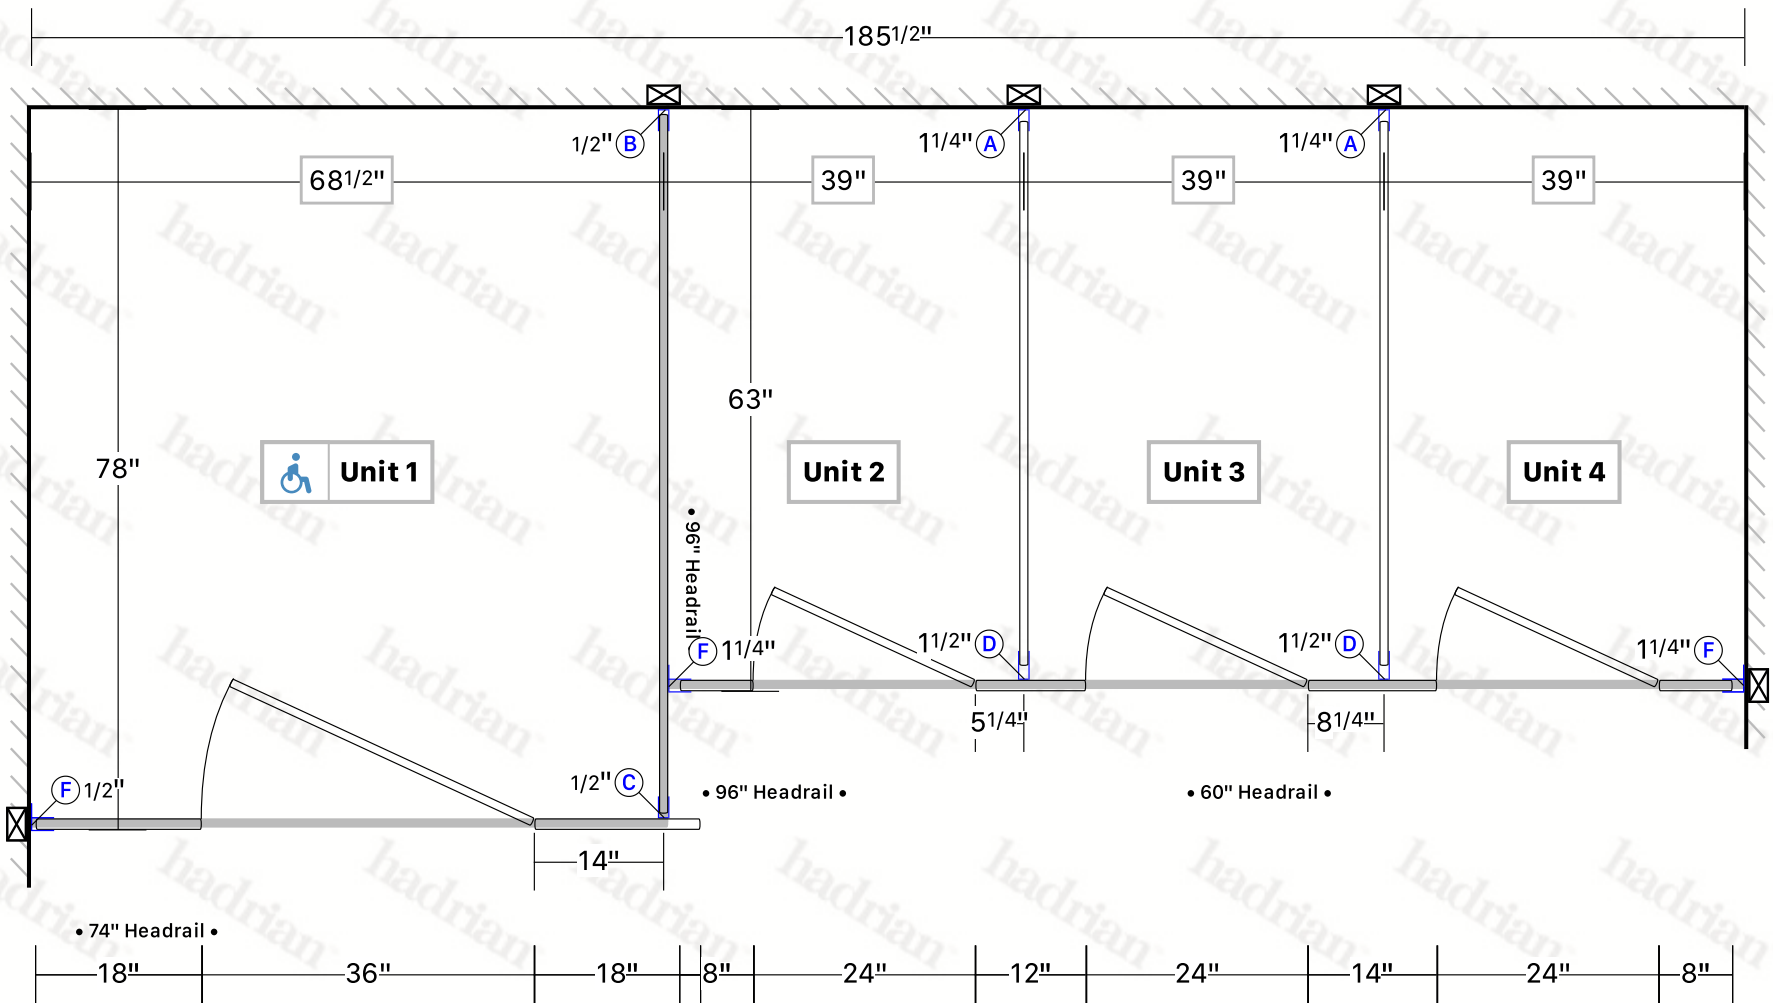 185 1/2"
1/2" B
1 1/4" A
1 1/4" A
68 1/2"
39"
39"
39"
63"
78"
Unit 1
Unit 2
Unit 3
Unit 4
• 96" Headrail
F 1 1/4"
1 1/2" D
1 1/2" D
1 1/4" F
5 1/4"
8 1/4"
F 1/2"
1/2" C
• 96" Headrail •
• 60" Headrail •
14"
• 74" Headrail •
18"
36"
18"
8"
24"
12"
24"
14"
24"
8"
hadrian